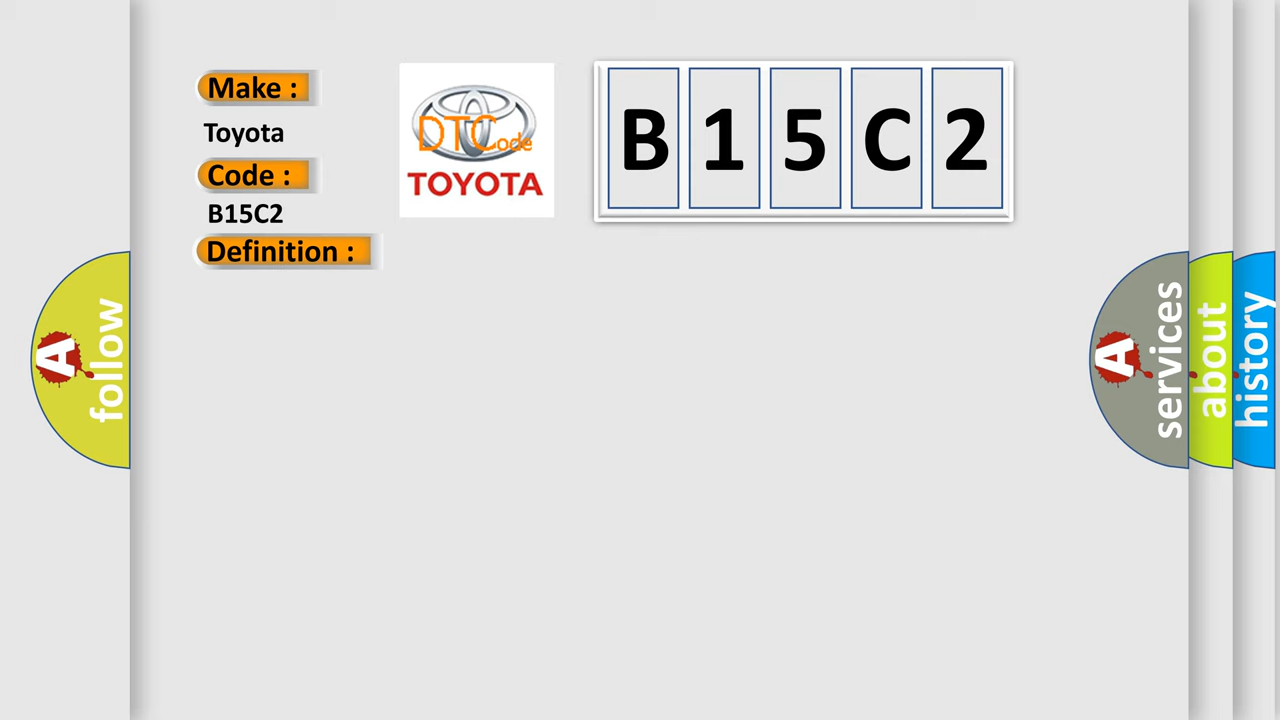 Make :
Toyota
Code :
B15C2
Definition :
DTCode
TOYOTA
B 1 5 C 2
A follow
A services
about
history